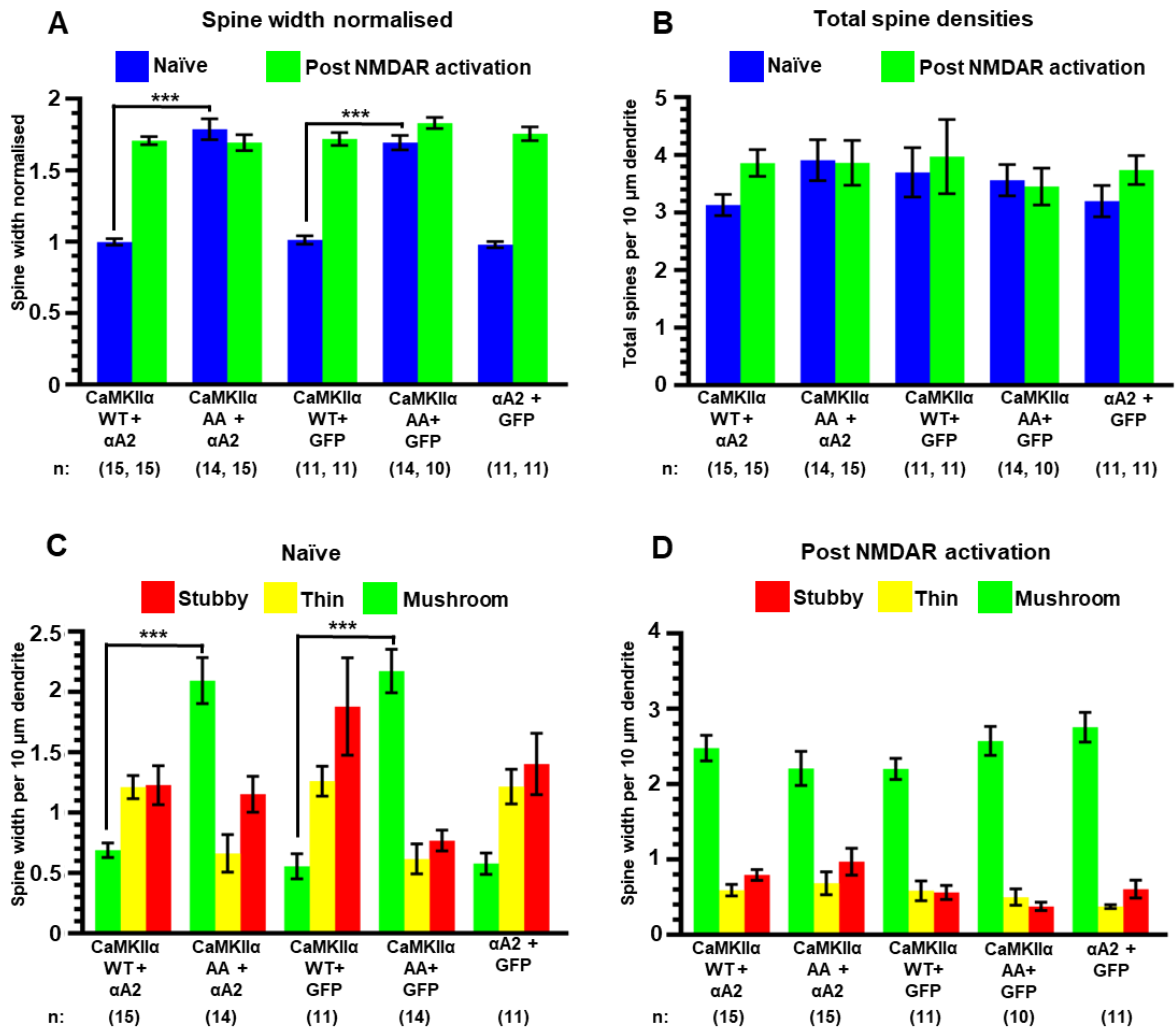 A
Spine width normalised
Naïve
Post NMDAR activation
Spine width normalised
2
1.5
1
0.5
0
***
***
CaMKIIα
WT +
αA2
CaMKIIα
AA + 
αA2
CaMKIIα
WT+
GFP
CaMKIIα
AA+
GFP
αA2 +
GFP
n:
(15, 15)
(14, 15)
(11, 11)
(14, 10)
(11, 11)
B
Total spine densities
Naïve
Post NMDAR activation
Total spines per 10 µm dendrite
5
4
3
2
1
0
CaMKIIα
WT +
αA2
CaMKIIα
AA +
αA2
CaMKIIα
WT+
GFP
CaMKIIα
AA+
GFP
αA2 +
GFP
n:
(15, 15)
(14, 15)
(11, 11)
(14, 10)
(11, 11)
C
Naïve
Stubby
Thin
Mushroom
Spine width per 10 µm dendrite
2.5
2
1.5
1
0.5
0
***
***
CaMKIIα
WT +
αA2
CaMKIIα
AA +
αA2
CaMKIIα
WT+
GFP
CaMKIIα
AA+
GFP
αA2 +
GFP
n:
(15)
(14)
(11)
(14)
(11)
D
Post NMDAR activation
Stubby
Thin
Mushroom
Spine width per 10 µm dendrite
4
3
2
1
0
CaMKIIα
WT +
αA2
CaMKIIα
AA +
αA2
CaMKIIα
WT+
GFP
CaMKIIα
AA+
GFP
αA2 +
GFP
n:
(15)
(15)
(11)
(10)
(11)